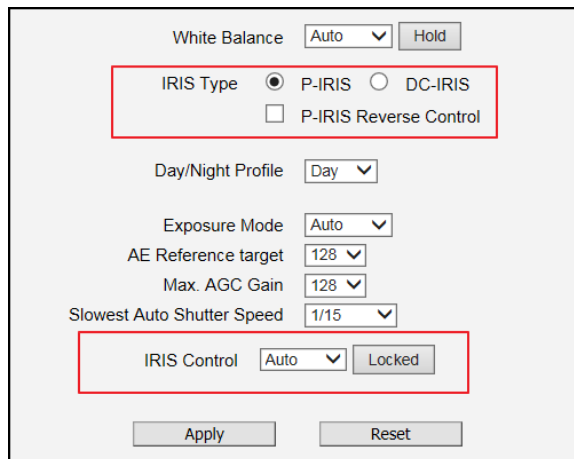 White Balance Auto Hold
IRIS Type P-IRIS DC-IRIS
P-IRIS Reverse Control
Day/Night Profile Day
Exposure Mode Auto
AE Reference target 128
Max. AGC Gain 128
Slowest Auto Shutter Speed 1/15
IRIS Control Auto Locked
Apply Reset